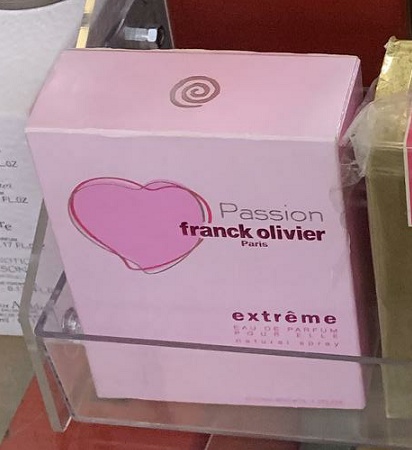 Passion
franck olivier
Paris
extrême
EAU DE PARFUM
POUR ELLE
natural spray